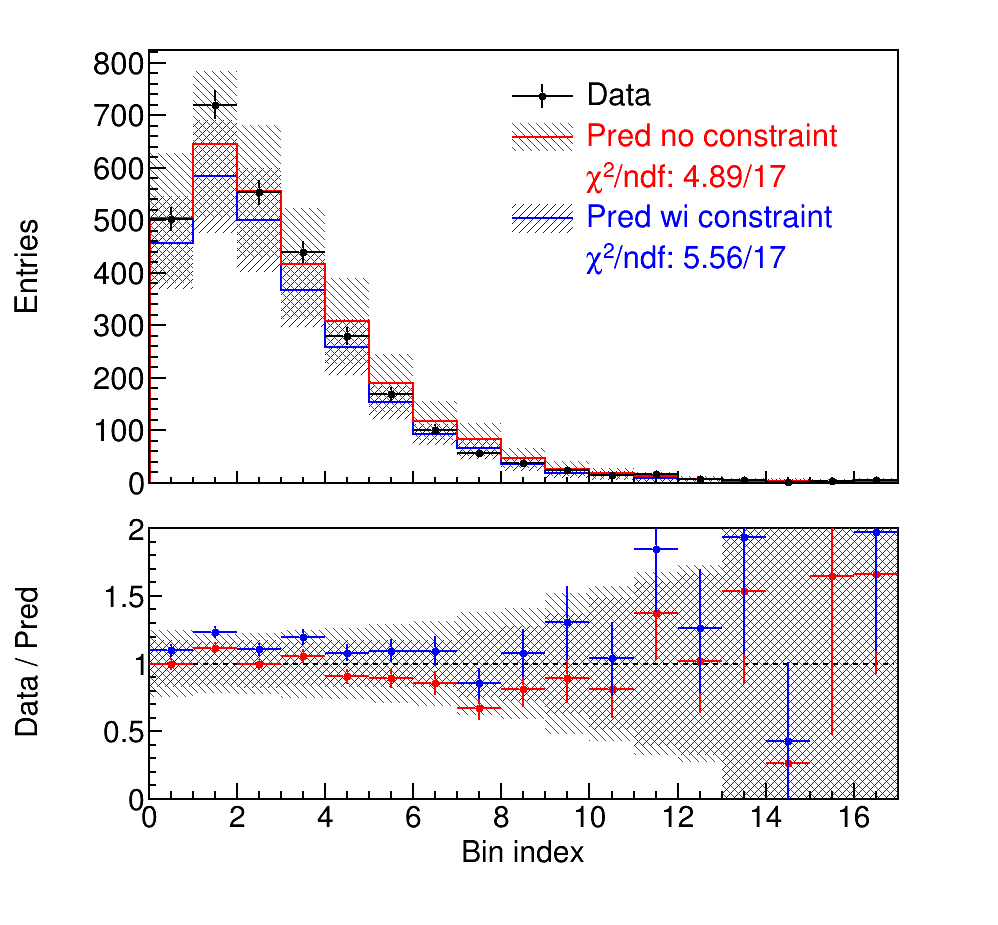 Entries
800
700
600
500
400
300
200
100
0
Data
Pred no constraint
χ²/ndf: 4.89/17
Pred wi constraint
χ²/ndf: 5.56/17
Data / Pred
2
1.5
1
0.5
0
0 2 4 6 8 10 12 14 16
Bin index